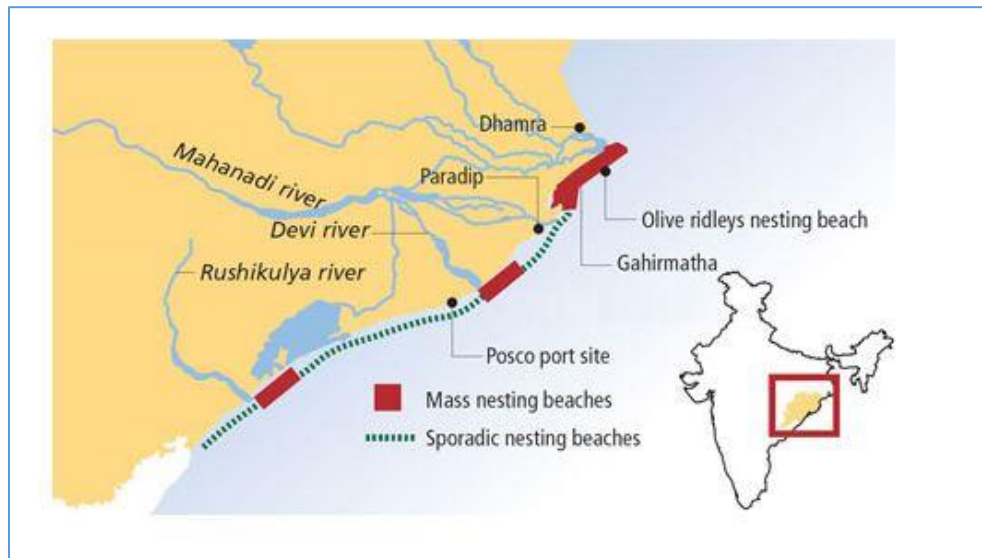 Dhamra
Mahanadi river
Paradip
Olive ridleys nesting beach
Devi river
Gahirmatha
Rushikulya river
Posco port site
Mass nesting beaches
Sporadic nesting beaches